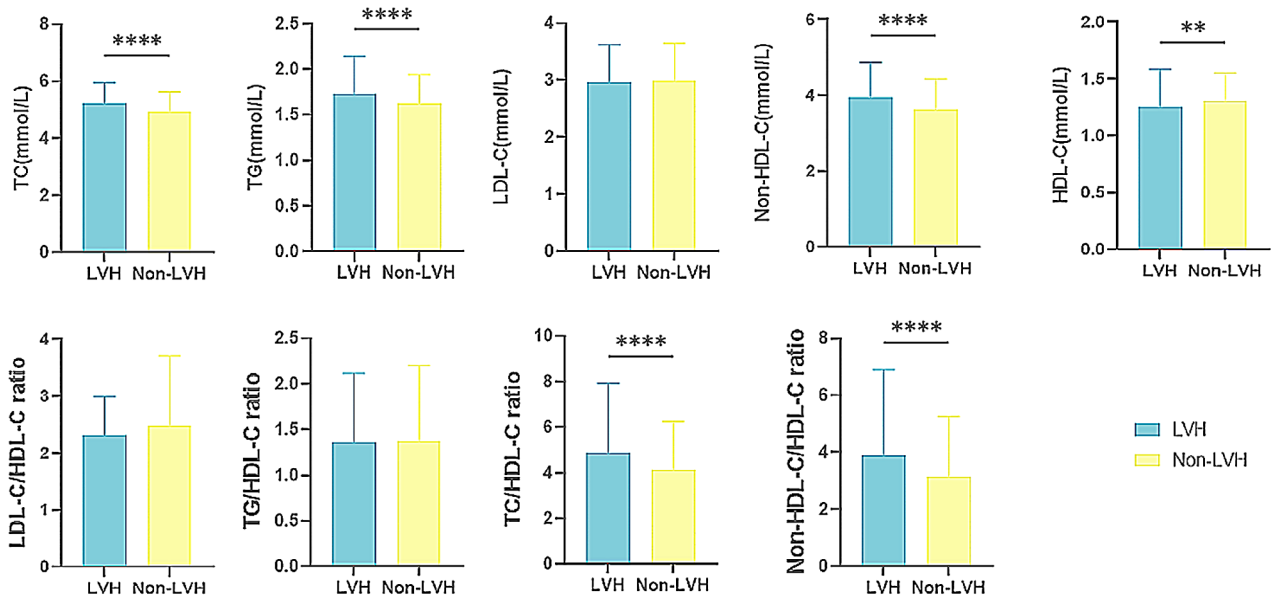 TC(mmol/L)
8
6
4
2
0
****
LVH Non-LVH
TG(mmol/L)
2.5
2.0
1.5
1.0
0.5
0.0
****
LVH Non-LVH
LDL-C(mmol/L)
4
3
2
1
0
LVH Non-LVH
Non-HDL-C(mmol/L)
6
4
2
0
****
LVH Non-LVH
HDL-C(mmol/L)
2.0
1.5
1.0
0.5
0.0
**
LVH Non-LVH
LDL-C/HDL-C ratio
4
3
2
1
0
LVH Non-LVH
TG/HDL-C ratio
2.5
2.0
1.5
1.0
0.5
0.0
LVH Non-LVH
TC/HDL-C ratio
10
8
6
4
2
0
****
LVH Non-LVH
Non-HDL-C/HDL-C ratio
8
6
4
2
0
****
LVH Non-LVH
LVH
Non-LVH